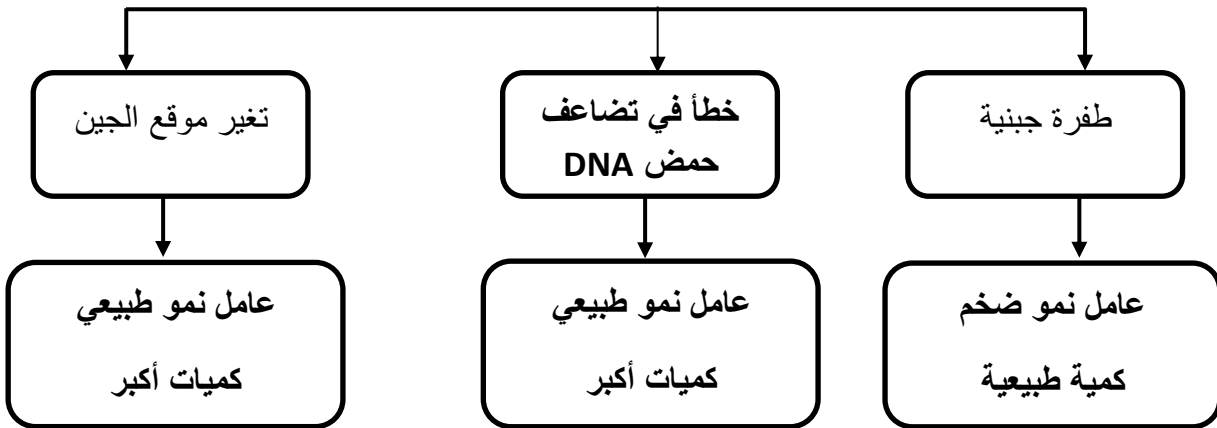 طفرة جبنية
خطأ في تضاعف
حمض DNA
تغير موقع الجين
عامل نمو ضخم
كمية طبيعية
عامل نمو طبيعي
كميات أكبر
عامل نمو طبيعي
كميات أكبر